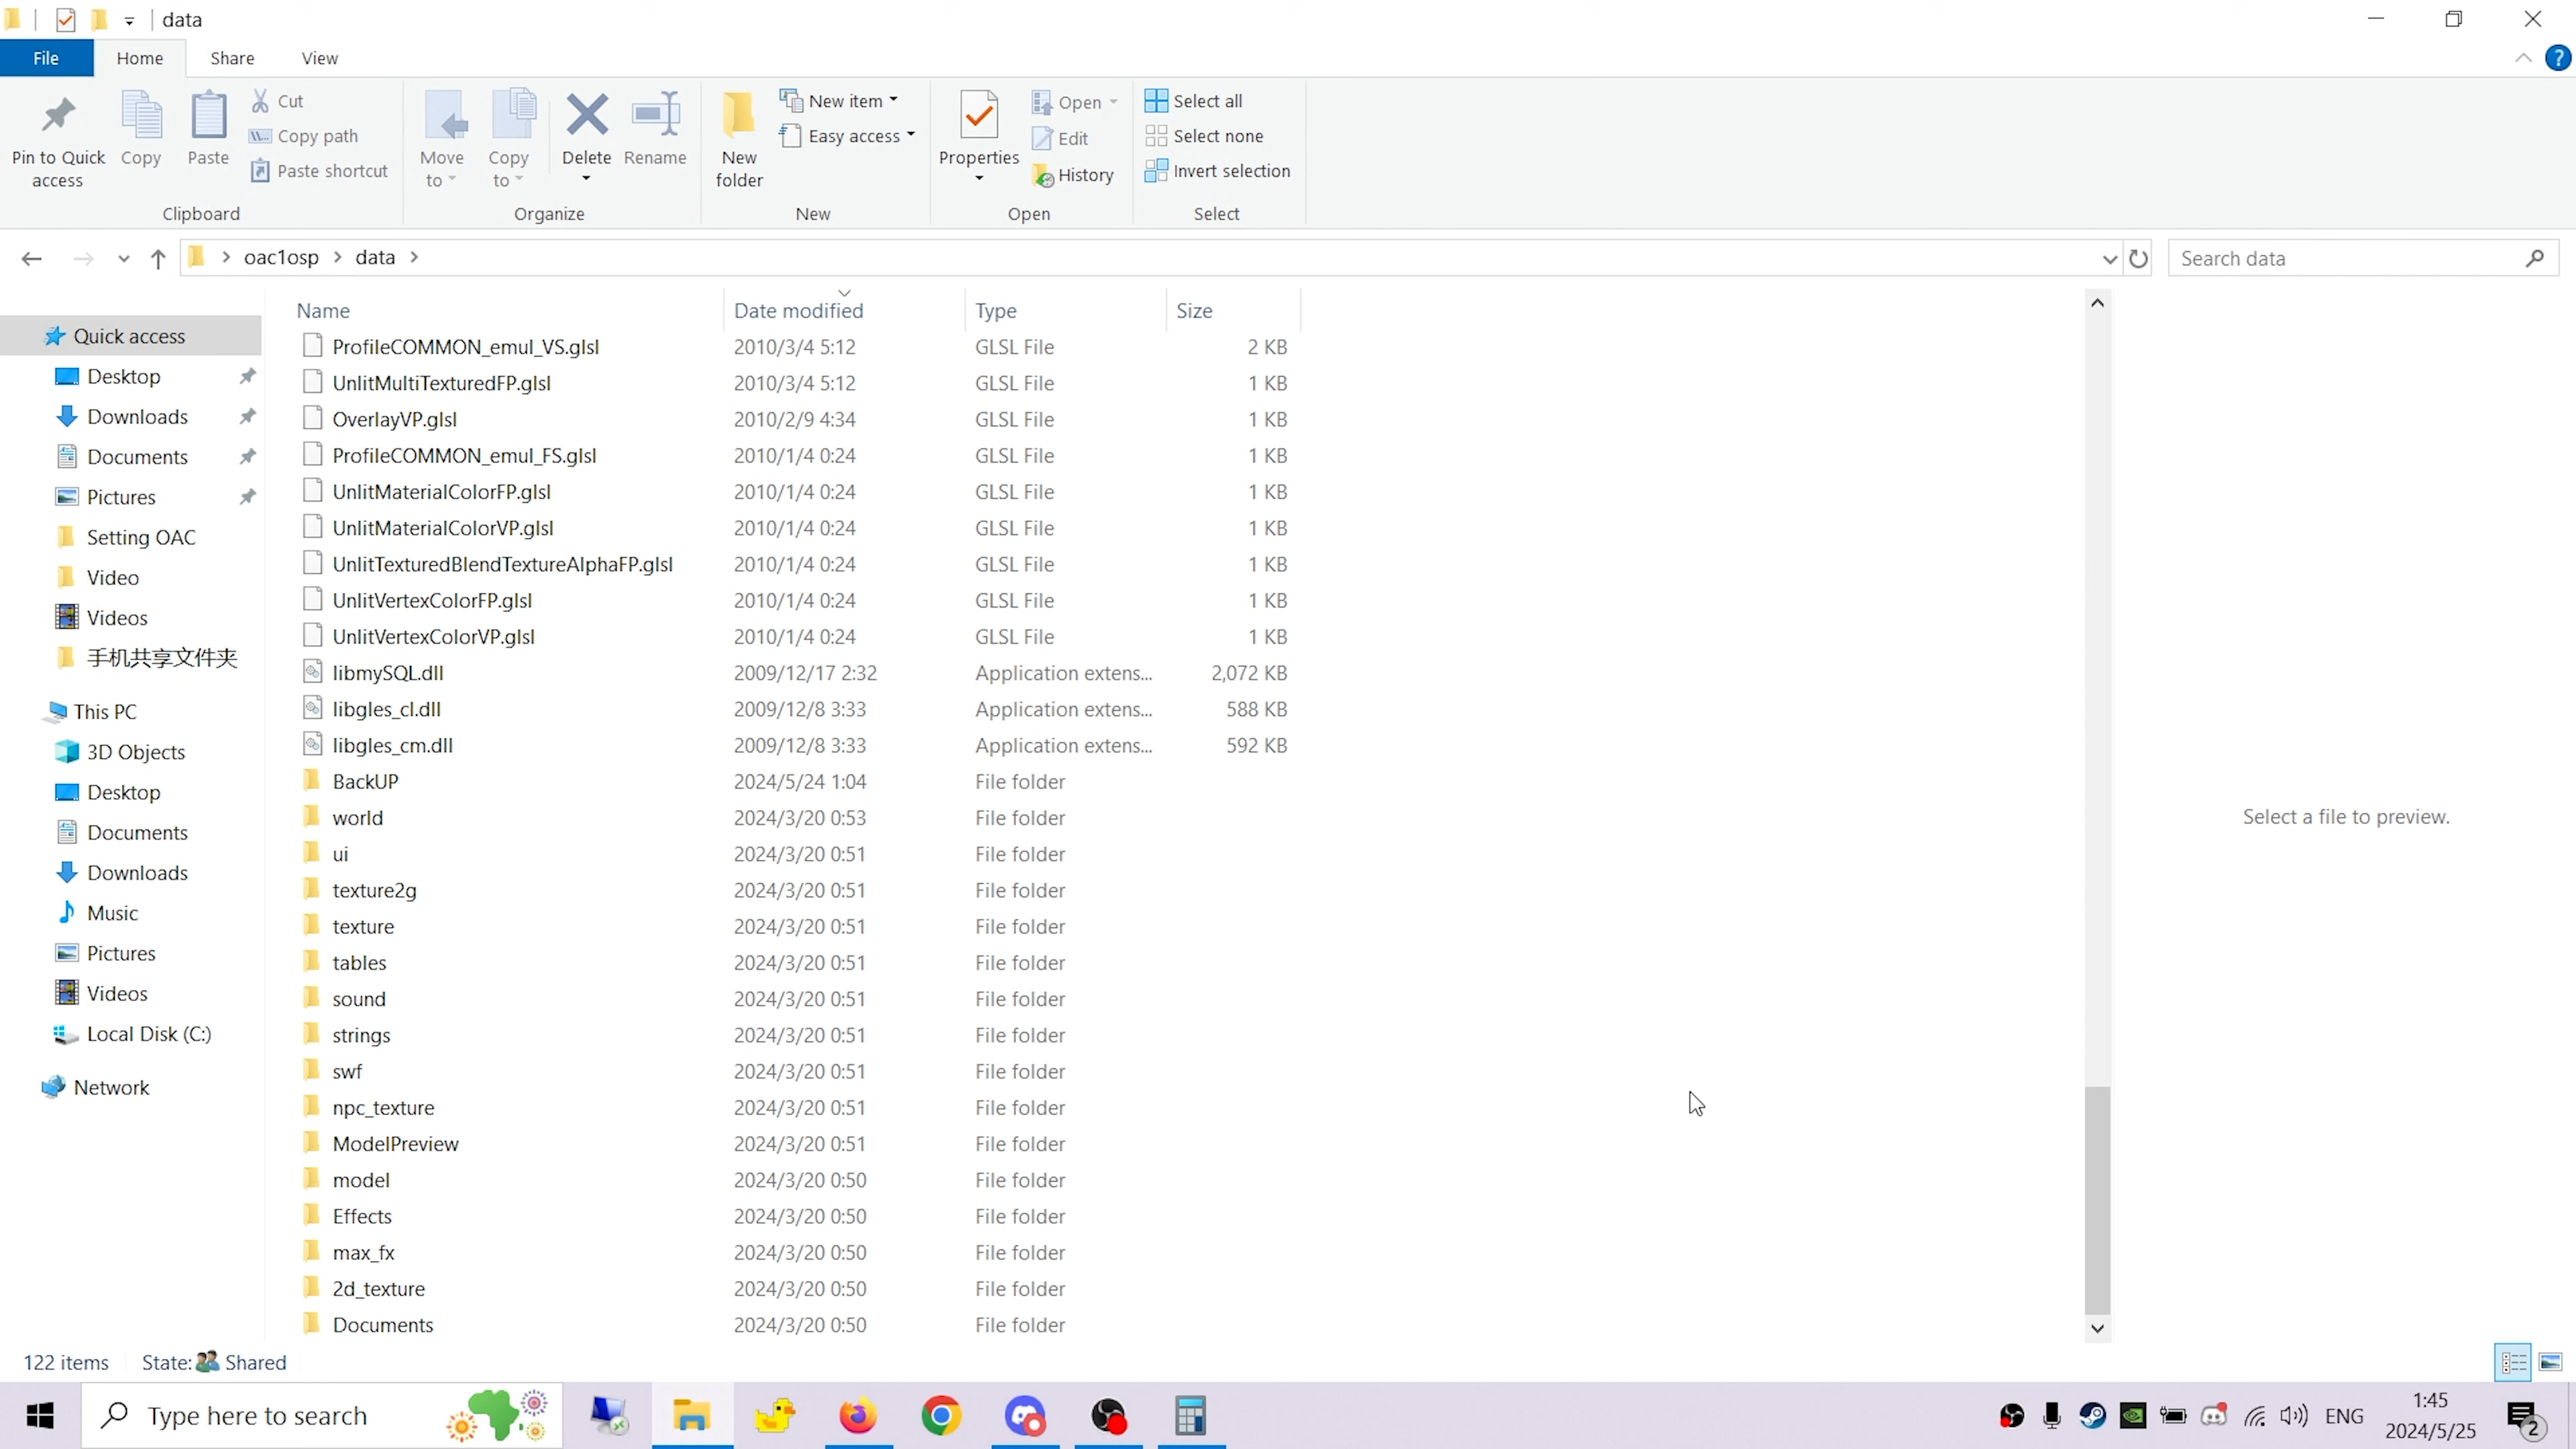 data
File
Home
Share
View
Pin to Quick access
Copy
Paste
Cut
Copy path
Paste shortcut
Clipboard
Move to
Copy to
Delete
Rename
Organize
New folder
New item
Easy access
New
Properties
Open
Edit
History
Open
Select all
Select none
Invert selection
Select
oac1osp > data >
Search data
Quick access
Desktop
Downloads
Documents
Pictures
Setting OAC
Video
Videos
手机共享文件夹
This PC
3D Objects
Desktop
Documents
Downloads
Music
Pictures
Videos
Local Disk (C:)
Network
Name Date modified Type Size
ProfileCOMMON_emul_VS.glsl 2010/3/4 5:12 GLSL File 2 KB
UnlitMultiTexturedFP.glsl 2010/3/4 5:12 GLSL File 1 KB
OverlayVP.glsl 2010/2/9 4:34 GLSL File 1 KB
ProfileCOMMON_emul_FS.glsl 2010/1/4 0:24 GLSL File 1 KB
UnlitMaterialColorFP.glsl 2010/1/4 0:24 GLSL File 1 KB
UnlitMaterialColorVP.glsl 2010/1/4 0:24 GLSL File 1 KB
UnlitTexturedBlendTextureAlphaFP.glsl 2010/1/4 0:24 GLSL File 1 KB
UnlitVertexColorFP.glsl 2010/1/4 0:24 GLSL File 1 KB
UnlitVertexColorVP.glsl 2010/1/4 0:24 GLSL File 1 KB
libmySQL.dll 2009/12/17 2:32 Application extens... 2,072 KB
libgles_cl.dll 2009/12/8 3:33 Application extens... 588 KB
libgles_cm.dll 2009/12/8 3:33 Application extens... 592 KB
BackUP 2024/5/24 1:04 File folder
world 2024/3/20 0:53 File folder
ui 2024/3/20 0:51 File folder
texture2g 2024/3/20 0:51 File folder
texture 2024/3/20 0:51 File folder
tables 2024/3/20 0:51 File folder
sound 2024/3/20 0:51 File folder
strings 2024/3/20 0:51 File folder
swf 2024/3/20 0:51 File folder
npc_texture 2024/3/20 0:51 File folder
ModelPreview 2024/3/20 0:51 File folder
model 2024/3/20 0:50 File folder
Effects 2024/3/20 0:50 File folder
max_fx 2024/3/20 0:50 File folder
2d_texture 2024/3/20 0:50 File folder
Documents 2024/3/20 0:50 File folder
Select a file to preview.
122 items State: Shared
Type here to search
ENG
1:45
2024/5/25
2